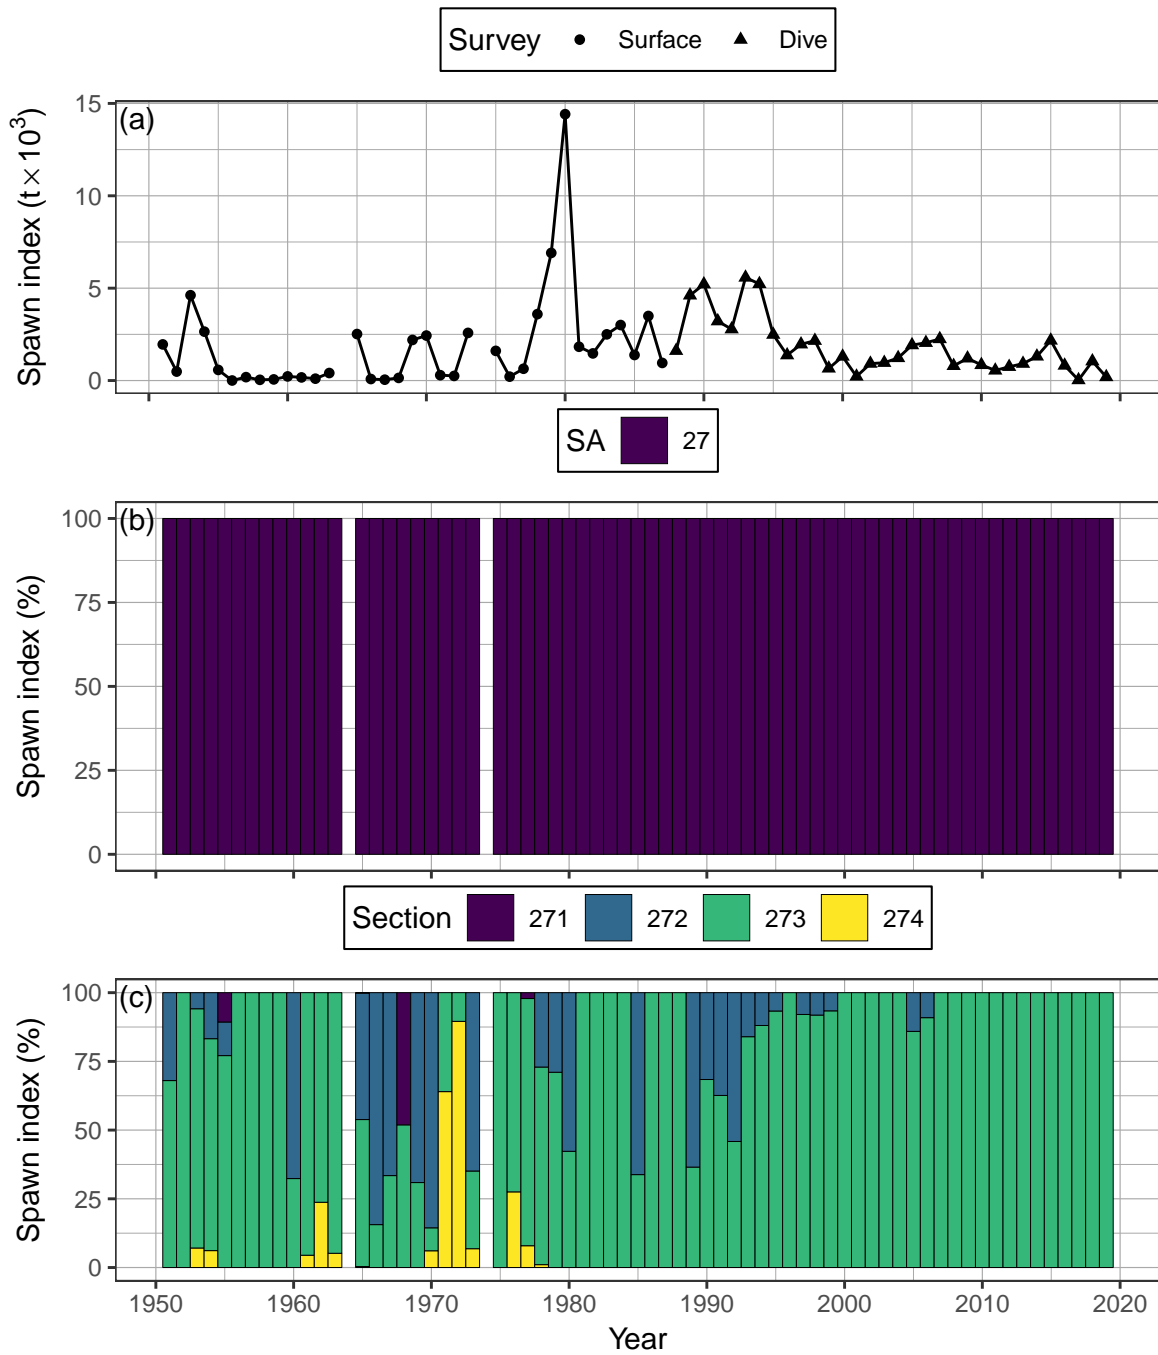 Survey Surface Dive
(a)
Spawn index (t × 10³)
15
10
5
0
SA 27
(b)
Spawn index (%)
100
75
50
25
0
Section 271 272 273 274
(c)
Spawn index (%)
100
75
50
25
0
1950 1960 1970 1980 1990 2000 2010 2020
Year